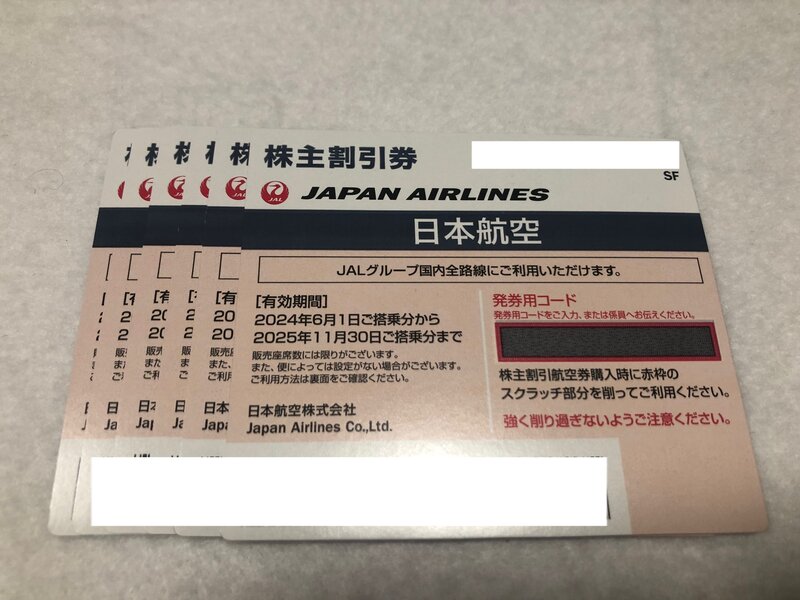 株主割引券
SF
JAL JAPAN AIRLINES
日本航空
JALグループ国内全路線にご利用いただけます。
[有効期間]
2024年6月1日ご搭乗分から
2025年11月30日ご搭乗分まで
販売座席数には限りがございます。
また、便によっては設定がない場合がございます。
ご利用方法は裏面をご確認ください。
日本航空株式会社
Japan Airlines Co.,Ltd.
発券用コード
発券用コードをご入力、または係員へお伝えください。
株主割引航空券購入時に赤枠の
スクラッチ部分を削ってご利用ください。
強く削り過ぎないようご注意ください。